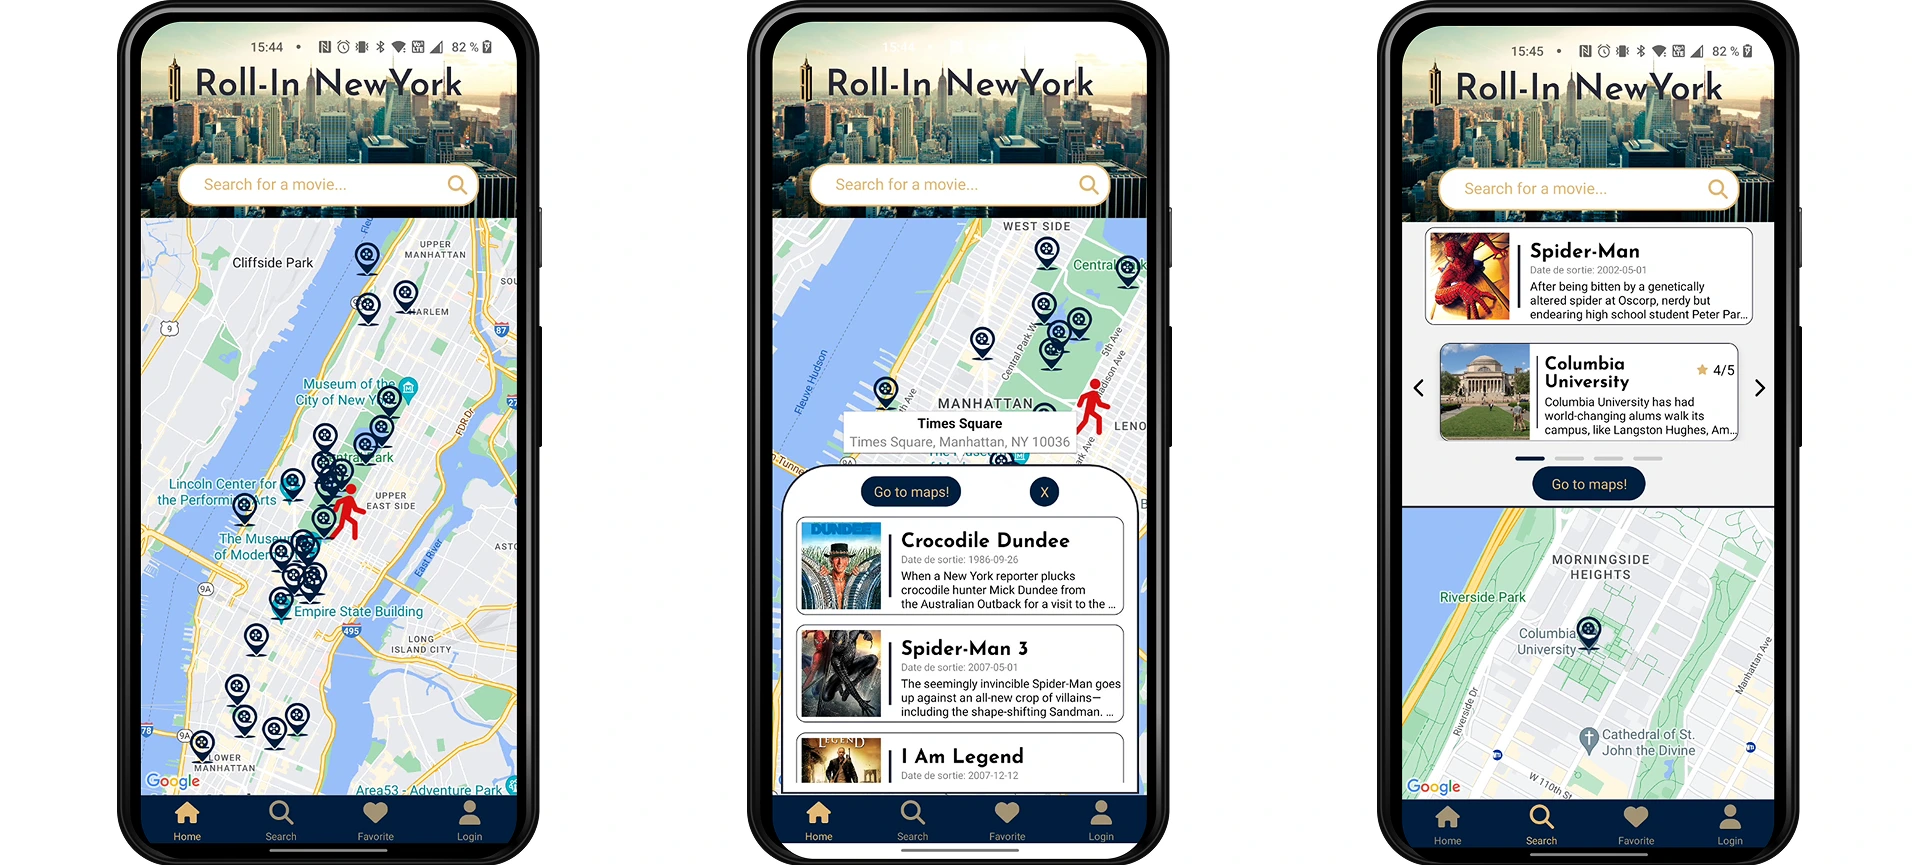 15:44
82 %
Roll-In NewYork
Search for a movie...
UPPER
MANHATTAN
Cliffside Park
HARLEM
9
87
Museum of the
City of New Y
FDR Dr
Central Park
Lincoln Center for
the Performing Arts
UPPER
EAST SIDE
The Museum
of Modern
East River
9A
Empire State Building
495
LONG
ISLAND CITY
78
9A
LOWER
MANHATTAN
Google
Area53 - Adventure Park
Home
Search
Favorite
Login
Roll-In NewYork
Search for a movie...
WEST SIDE
Central
Central Park W
5th Ave
Madison Ave
Fleuve Hudson
MANHATTAN
LENO
Times Square
Times Square, Manhattan, NY 10036
Go to maps!
X
DUNDEE
Crocodile Dundee
Date de sortie: 1986-09-26
When a New York reporter plucks
crocodile hunter Mick Dundee from
the Australian Outback for a visit to the ...
Spider-Man 3
Date de sortie: 2007-05-01
The seemingly invincible Spider-Man goes
up against an all-new crop of villains—
including the shape-shifting Sandman. ...
LEGEND
I Am Legend
Date de sortie: 2007-12-12
Home
Search
Favorite
Login
15:45
82 %
Roll-In NewYork
Search for a movie...
Spider-Man
Date de sortie: 2002-05-01
After being bitten by a genetically
altered spider at Oscorp, nerdy but
endearing high school student Peter Par...
Columbia
University
4/5
Columbia University has had
world-changing alums walk its
campus, like Langston Hughes, Am...
Go to maps!
MORNINGSIDE
HEIGHTS
Riverside Park
Columbia
University
Riverside Dr
Manhattan Ave
Cathedral of St.
John the Divine
W 110th St
Google
Home
Search
Favorite
Login